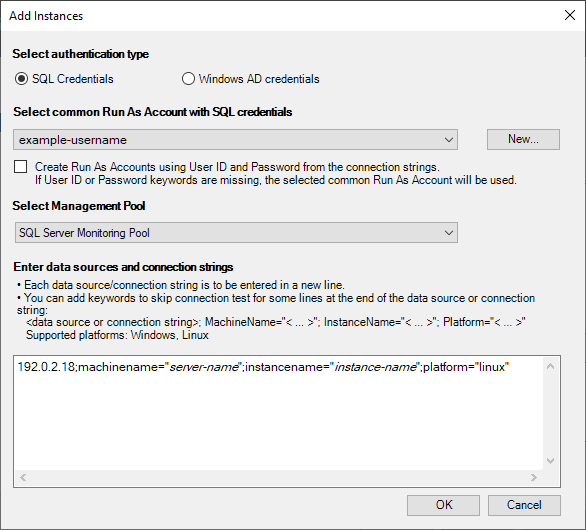 Add Instances
Select authentication type
SQL Credentials
Windows AD credentials
Select common Run As Account with SQL credentials
example-username
New...
Create Run As Accounts using User ID and Password from the connection strings.
If User ID or Password keywords are missing, the selected common Run As Account will be used.
Select Management Pool
SQL Server Monitoring Pool
Enter data sources and connection strings
• Each data source/connection string is to be entered in a new line.
• You can add keywords to skip connection test for some lines at the end of the data source or connection
string:
<data source or connection string>; MachineName="< ... >"; InstanceName="< ... >"; Platform="< ... >"
Supported platforms: Windows, Linux
192.0.2.18;machinename="server-name";instancename="instance-name";platform="linux"
OK
Cancel